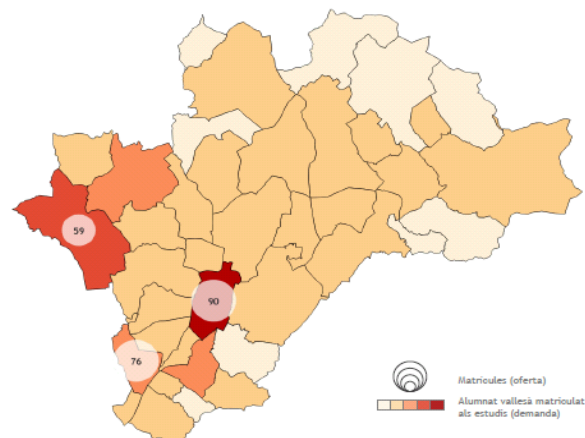 59
90
76
Matrícules (oferta)
Alumnat vallesà matriculat
als estudis (demanda)